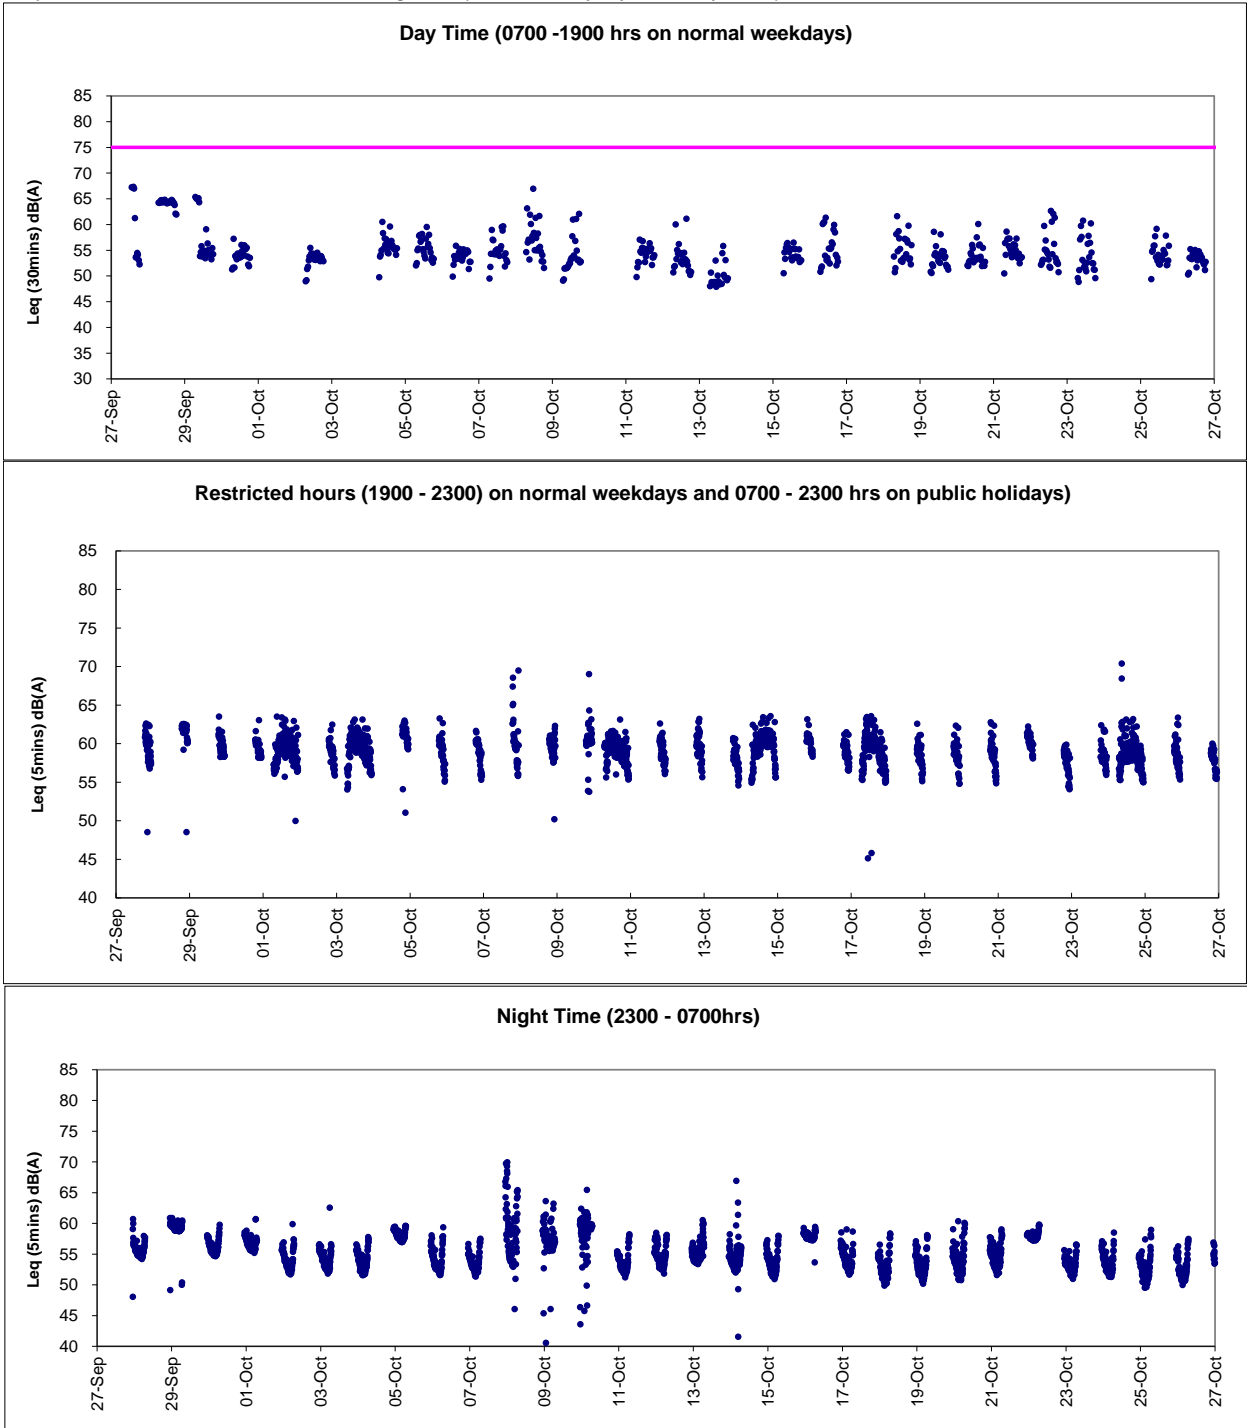 Day Time (0700 -1900 hrs on normal weekdays)
Leq (30mins) dB(A)
85
80
75
70
65
60
55
50
45
40
35
30
27-Sep
29-Sep
01-Oct
03-Oct
05-Oct
07-Oct
09-Oct
11-Oct
13-Oct
15-Oct
17-Oct
19-Oct
21-Oct
23-Oct
25-Oct
27-Oct
Restricted hours (1900 - 2300) on normal weekdays and 0700 - 2300 hrs on public holidays)
Leq (5mins) dB(A)
85
80
75
70
65
60
55
50
45
40
27-Sep
29-Sep
01-Oct
03-Oct
05-Oct
07-Oct
09-Oct
11-Oct
13-Oct
15-Oct
17-Oct
19-Oct
21-Oct
23-Oct
25-Oct
27-Oct
Night Time (2300 - 0700hrs)
Leq (5mins) dB(A)
85
80
75
70
65
60
55
50
45
40
27-Sep
29-Sep
01-Oct
03-Oct
05-Oct
07-Oct
09-Oct
11-Oct
13-Oct
15-Oct
17-Oct
19-Oct
21-Oct
23-Oct
25-Oct
27-Oct